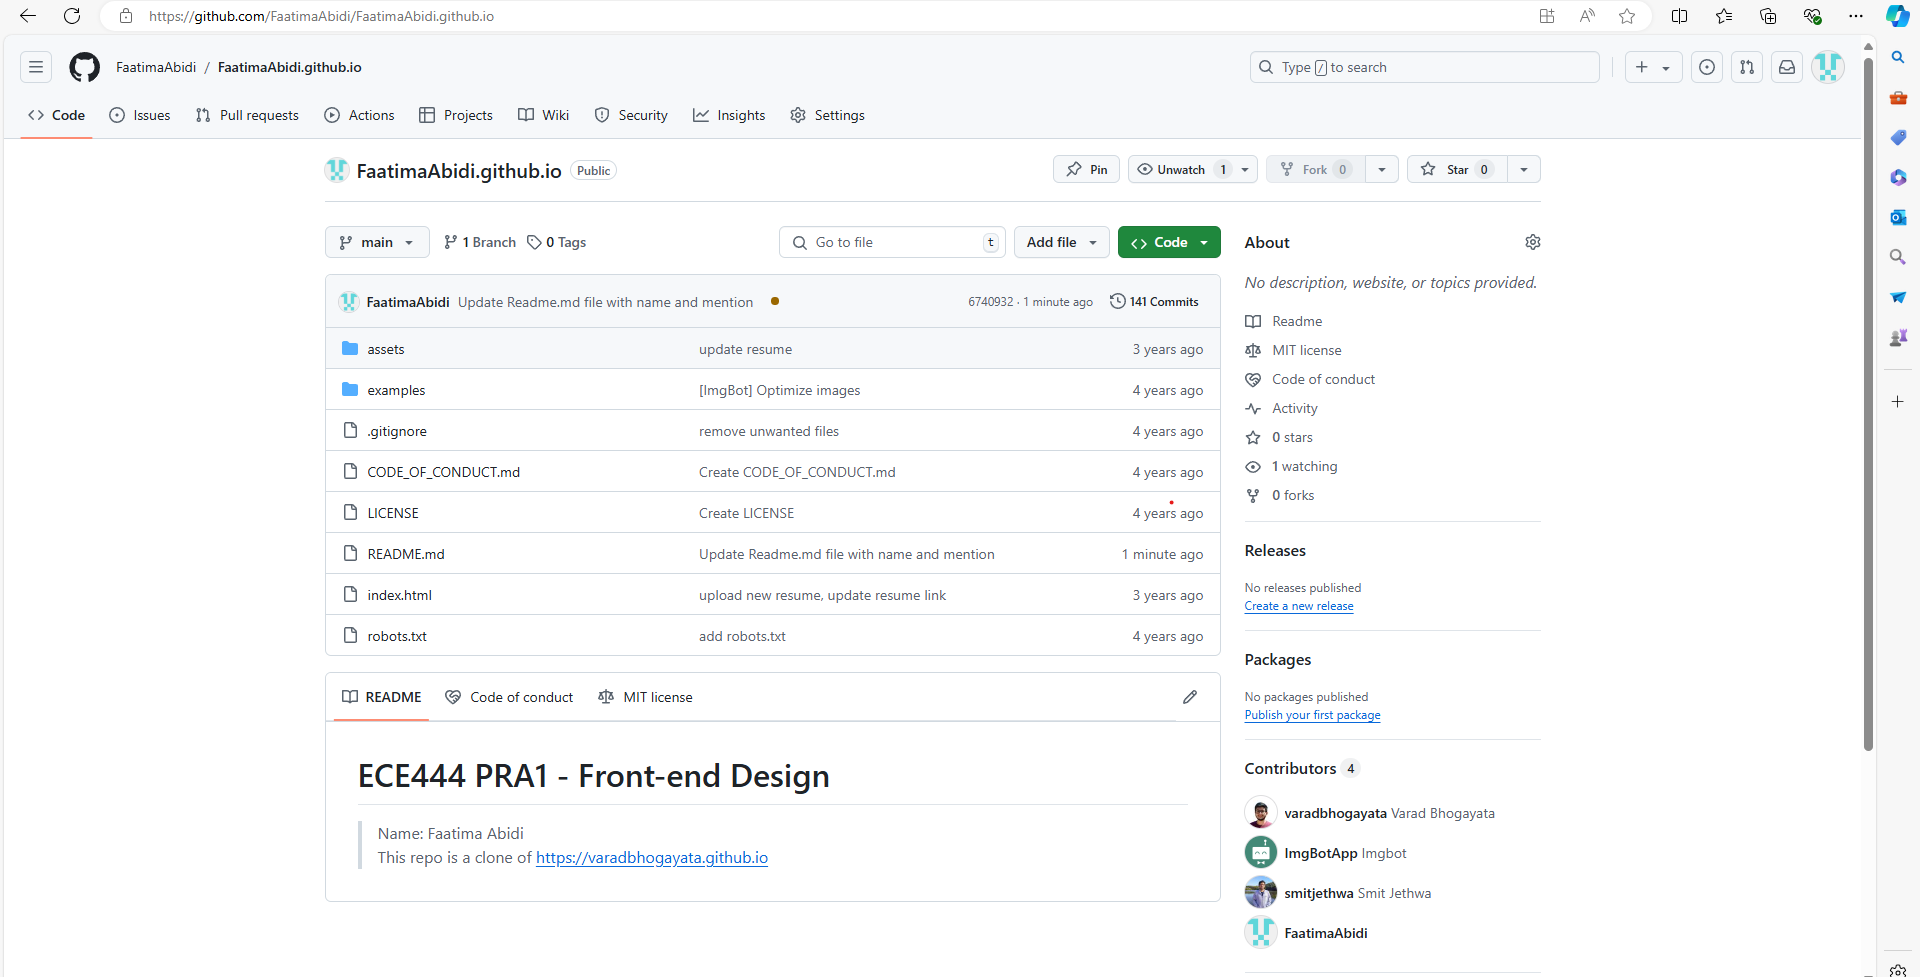 https://github.com/FaatimaAbidi/FaatimaAbidi.github.io
FaatimaAbidi / FaatimaAbidi.github.io
Type / to search
Code Issues Pull requests Actions Projects Wiki Security Insights Settings
FaatimaAbidi.github.io Public
Pin Unwatch 1 Fork 0 Star 0
main 1 Branch 0 Tags
Go to file t Add file Code
FaatimaAbidi Update Readme.md file with name and mention 6740932 · 1 minute ago 141 Commits
assets update resume 3 years ago
examples [ImgBot] Optimize images 4 years ago
.gitignore remove unwanted files 4 years ago
CODE_OF_CONDUCT.md Create CODE_OF_CONDUCT.md 4 years ago
LICENSE Create LICENSE 4 years ago
README.md Update Readme.md file with name and mention 1 minute ago
index.html upload new resume, update resume link 3 years ago
robots.txt add robots.txt 4 years ago
README Code of conduct MIT license
ECE444 PRA1 - Front-end Design
Name: Faatima Abidi
This repo is a clone of https://varadbhogayata.github.io
About
No description, website, or topics provided.
Readme
MIT license
Code of conduct
Activity
0 stars
1 watching
0 forks
Releases
No releases published
Create a new release
Packages
No packages published
Publish your first package
Contributors 4
varadbhogayata Varad Bhogayata
ImgBotApp Imgbot
smitjethwa Smit Jethwa
FaatimaAbidi